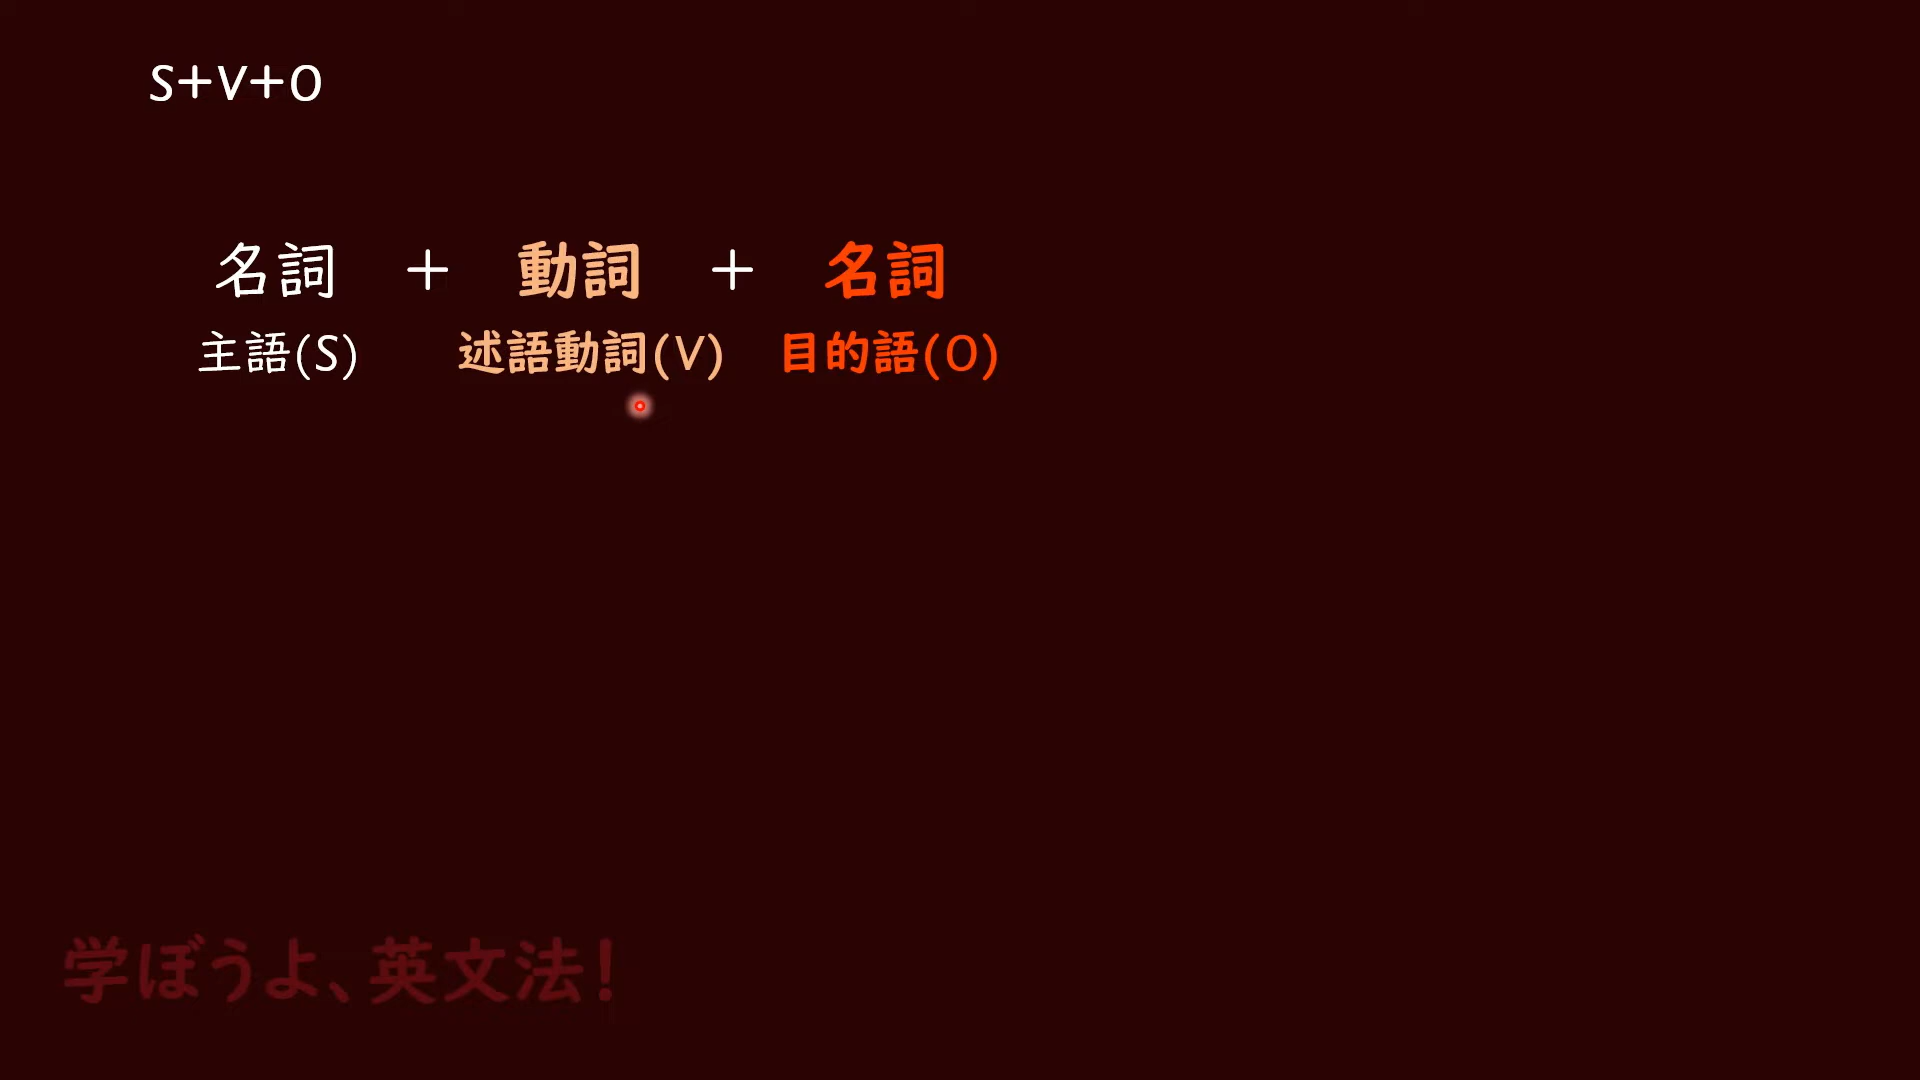 S+V+O
名詞 + 動詞 + 名詞
主語(S) 述語動詞(V) 目的語(O)
学ぼうよ、英文法!